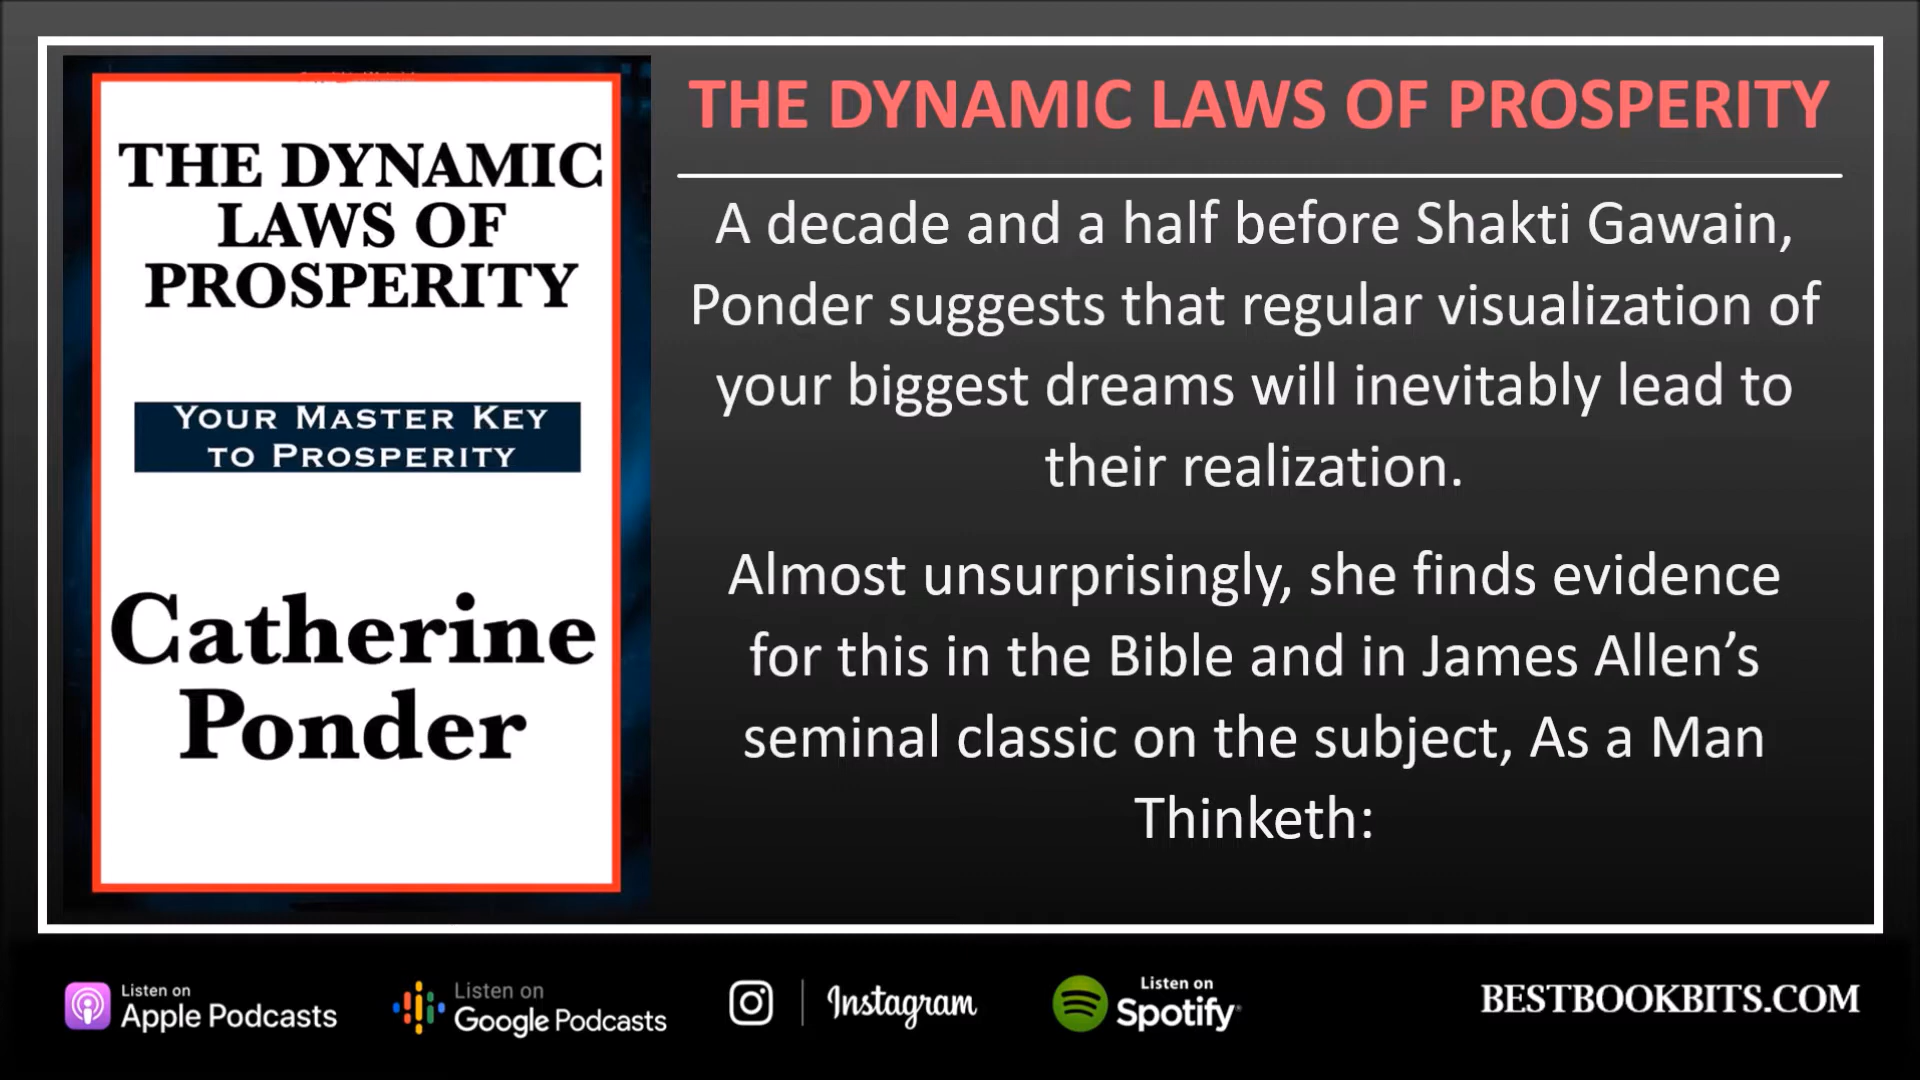 THE DYNAMIC
LAWS OF
PROSPERITY
YOUR MASTER KEY
TO PROSPERITY
Catherine
Ponder
THE DYNAMIC LAWS OF PROSPERITY
A decade and a half before Shakti Gawain,
Ponder suggests that regular visualization of
your biggest dreams will inevitably lead to
their realization.
Almost unsurprisingly, she finds evidence
for this in the Bible and in James Allen’s
seminal classic on the subject, As a Man
Thinketh:
Listen on
Apple Podcasts
Listen on
Google Podcasts
Instagram
Listen on
Spotify
BESTBOOKBITS.COM